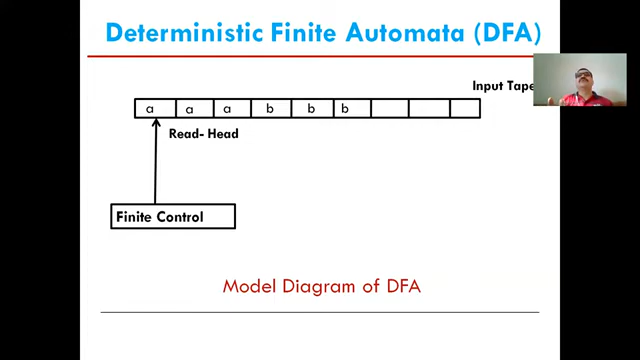 Deterministic Finite Automata (DFA)
Input Tape
a a a b b b
Read- Head
Finite Control
Model Diagram of DFA